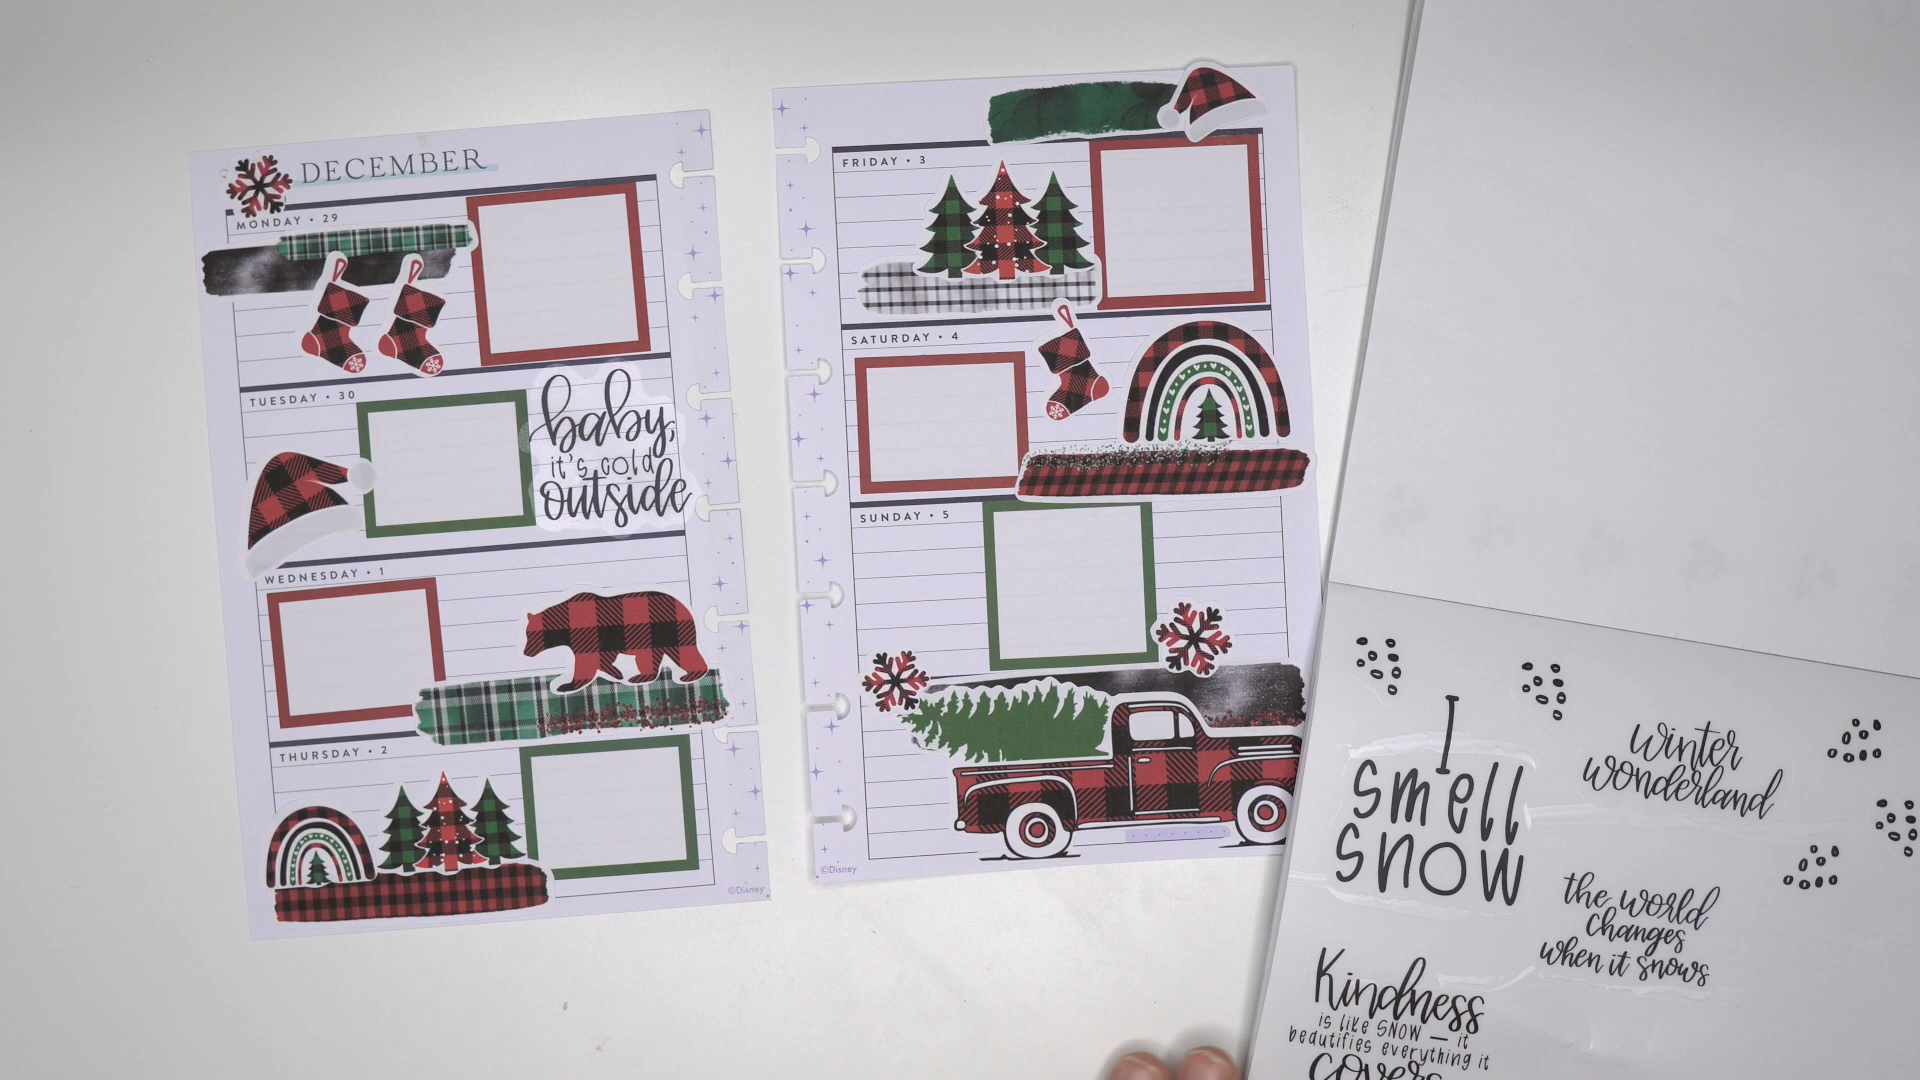 DECEMBER
MONDAY • 29
TUESDAY • 30
baby,
it's cold
outside
WEDNESDAY • 1
THURSDAY • 2
©Disney
FRIDAY • 3
SATURDAY • 4
SUNDAY • 5
©Disney
I
smell
snow
winter
wonderland
the world
changes
when it snows
Kindness
is like snow — it
beautifies everything it
covers